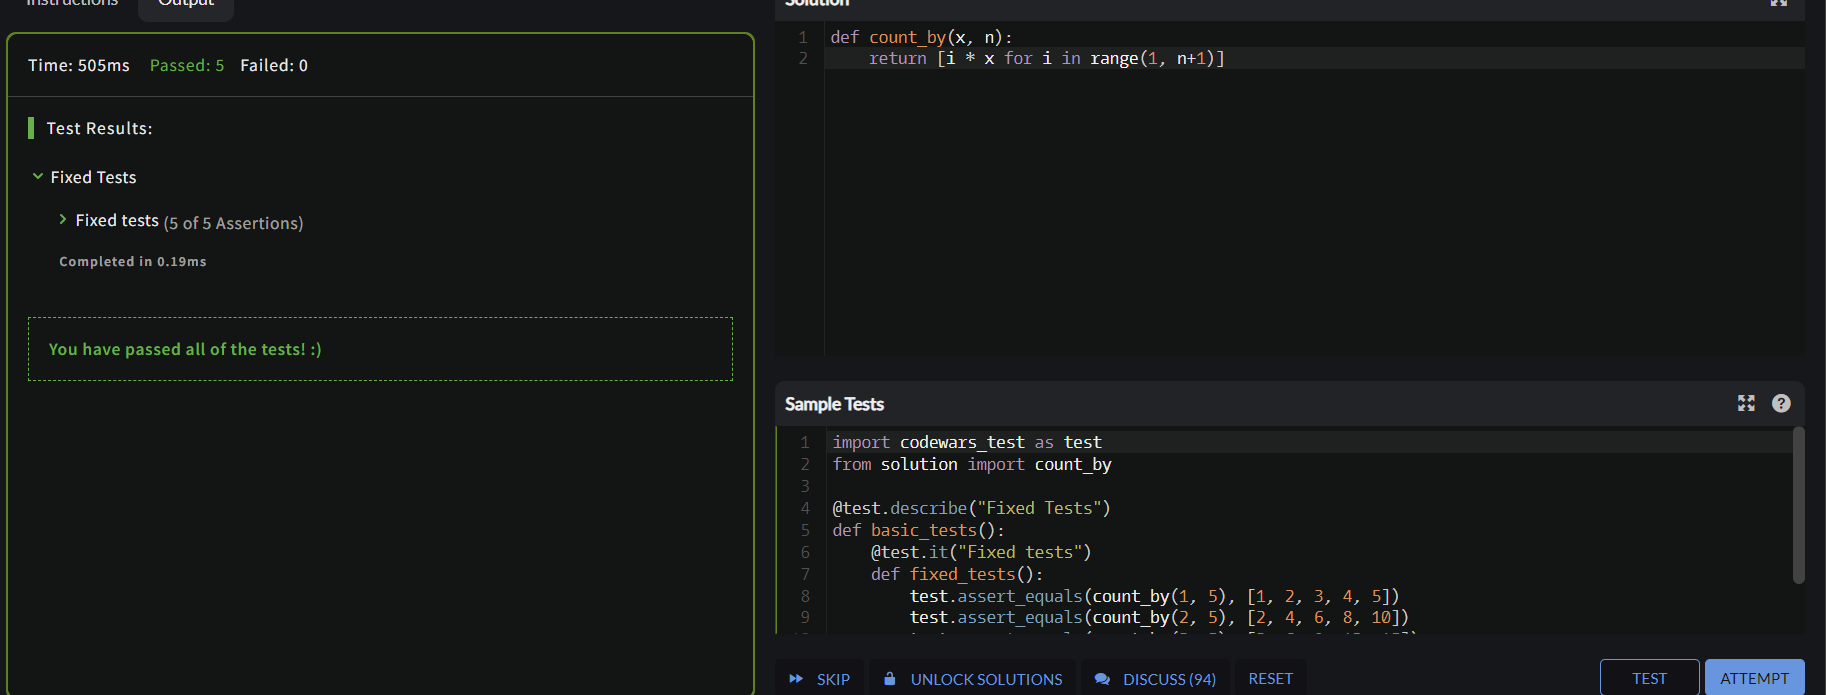 Instructions
Output
Time: 505ms Passed: 5 Failed: 0
Test Results:
Fixed Tests
Fixed tests (5 of 5 Assertions)
Completed in 0.19ms
You have passed all of the tests! :)
Solution
1 def count_by(x, n):
2     return [i * x for i in range(1, n+1)]
Sample Tests
?
1 import codewars_test as test
2 from solution import count_by
3
4 @test.describe("Fixed Tests")
5 def basic_tests():
6     @test.it("Fixed tests")
7     def fixed_tests():
8         test.assert_equals(count_by(1, 5), [1, 2, 3, 4, 5])
9         test.assert_equals(count_by(2, 5), [2, 4, 6, 8, 10])
SKIP
UNLOCK SOLUTIONS
DISCUSS (94)
RESET
TEST
ATTEMPT